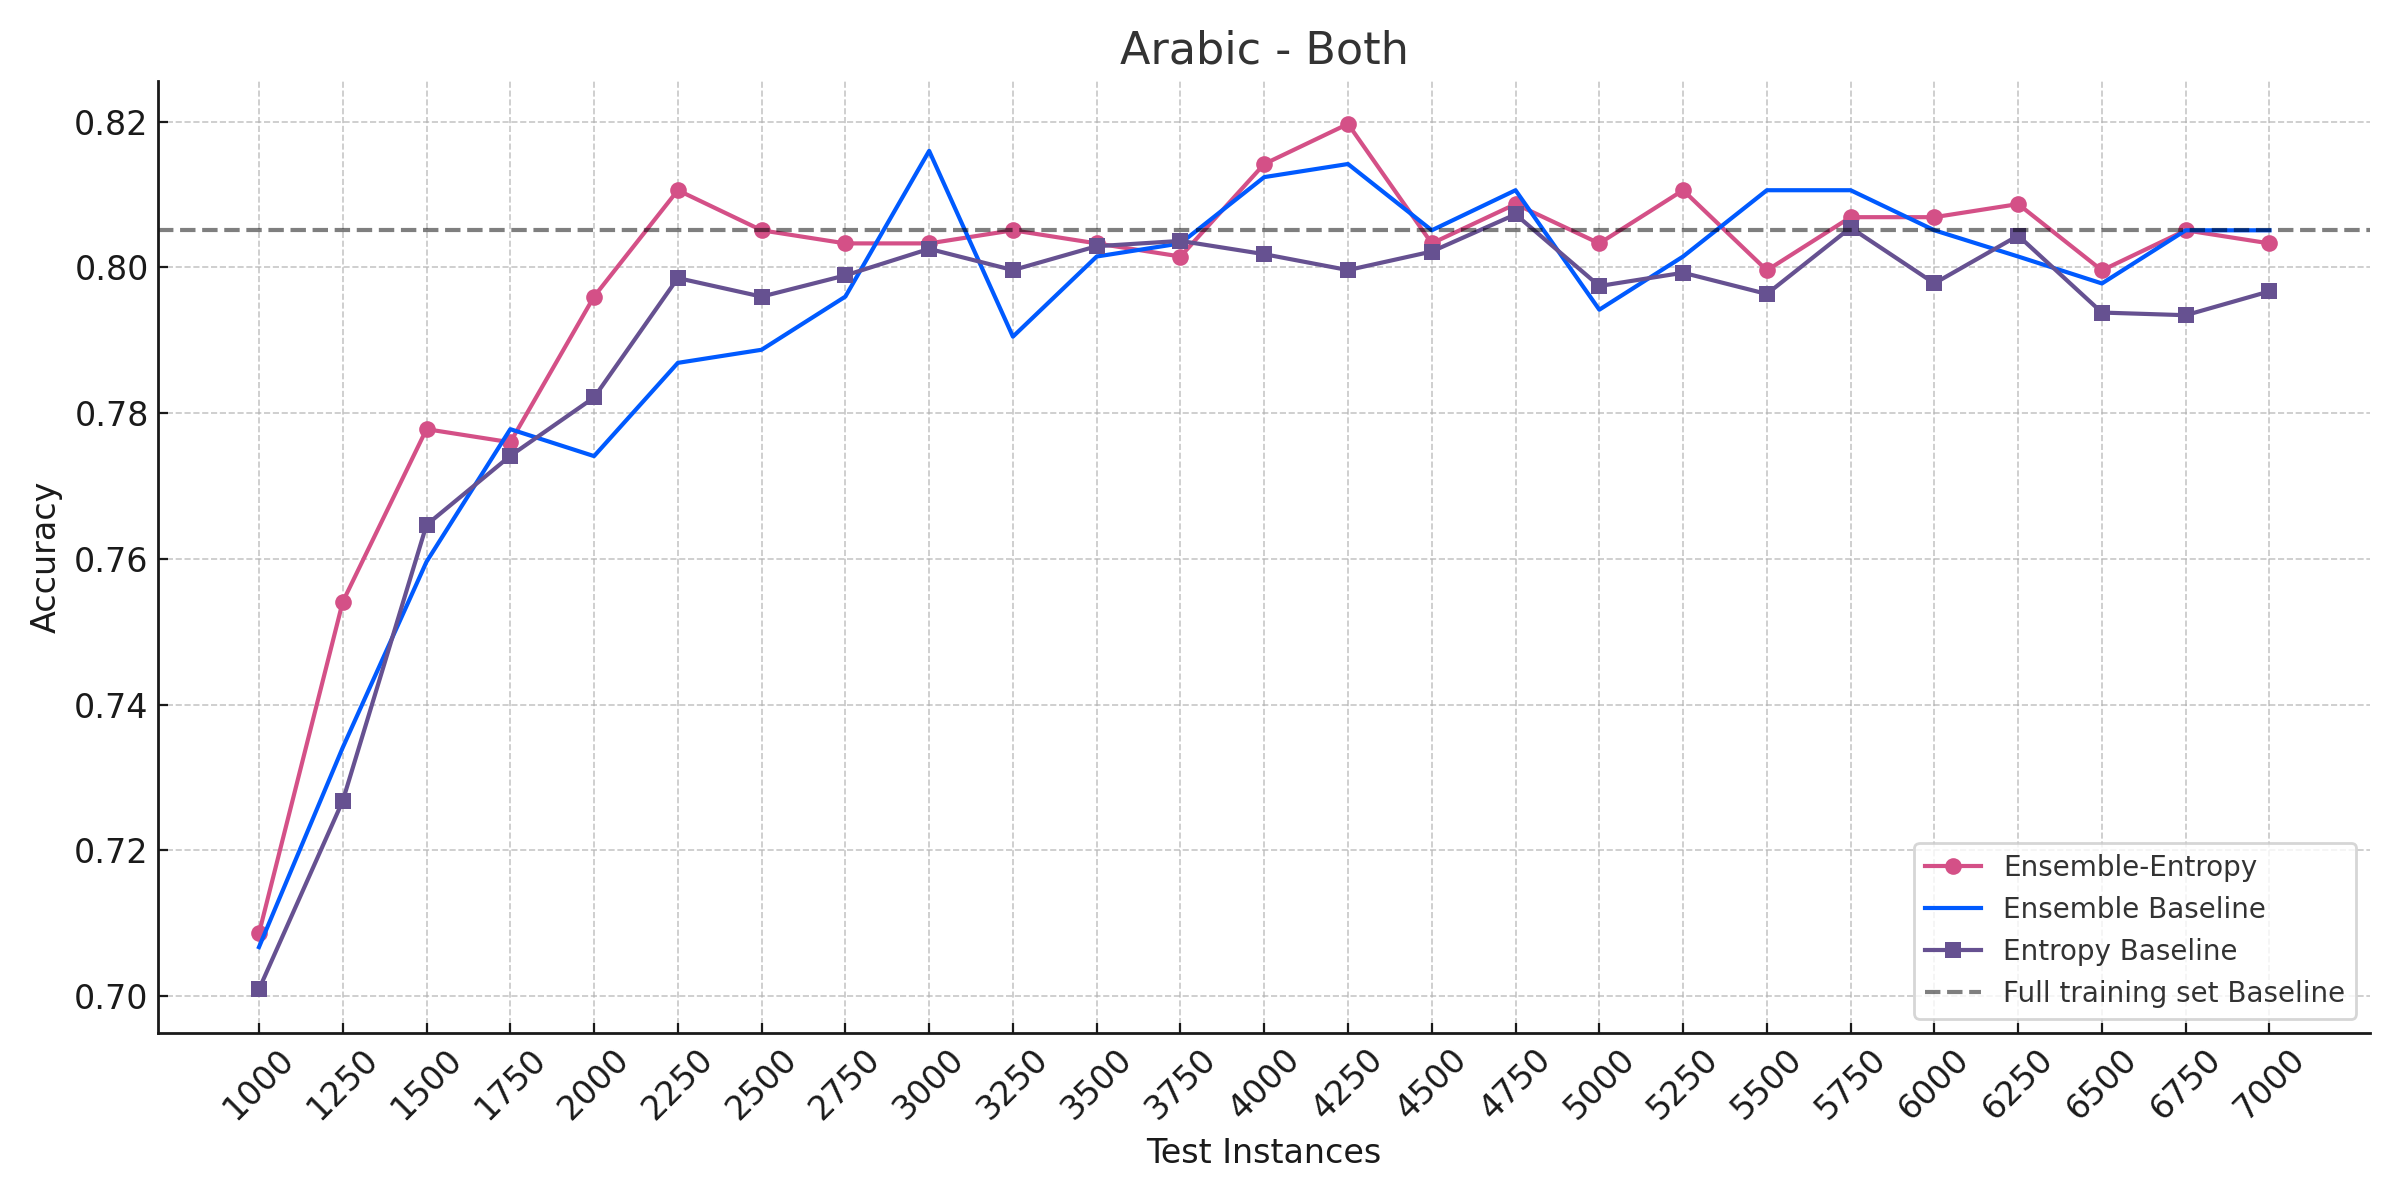 Arabic - Both
0.82
0.80
0.78
0.76
0.74
0.72
0.70
Accuracy
Ensemble-Entropy
Ensemble Baseline
Entropy Baseline
Full training set Baseline
1000 1250 1500 1750 2000 2250 2500 2750 3000 3250 3500 3750 4000 4250 4500 4750 5000 5250 5500 5750 6000 6250 6500 6750 7000
Test Instances